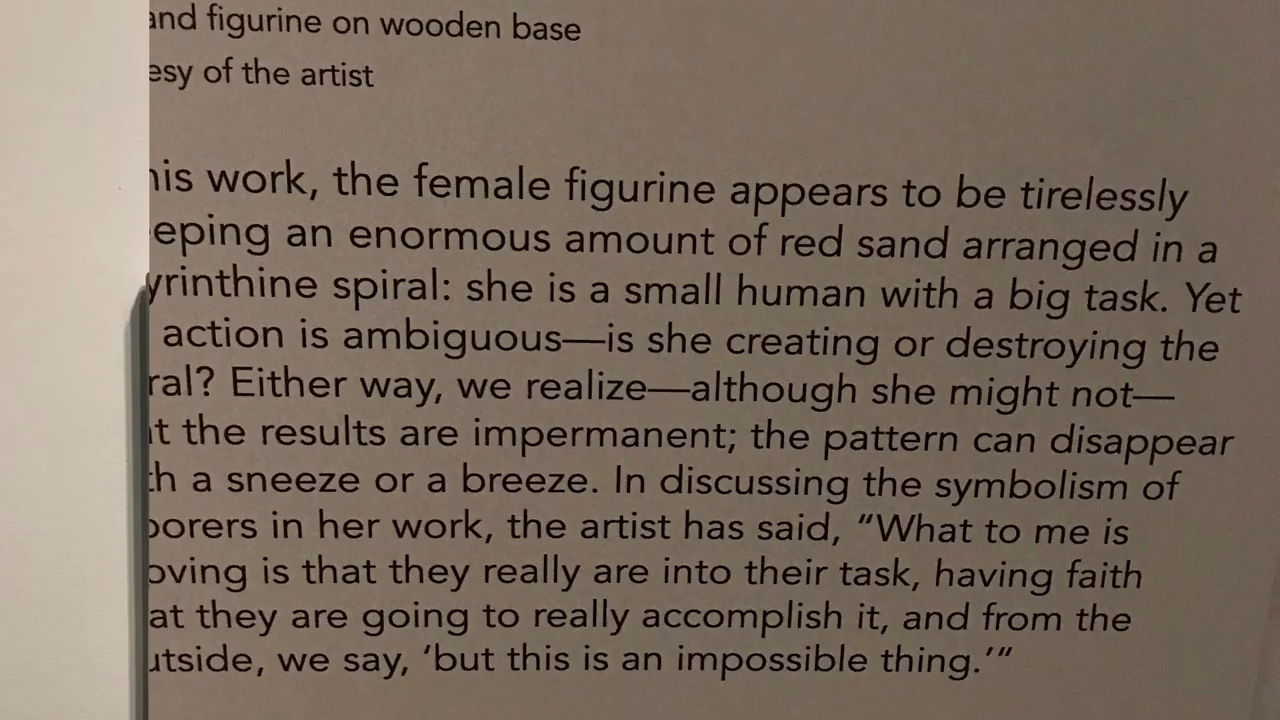 and figurine on wooden base
esy of the artist
his work, the female figurine appears to be tirelessly
eping an enormous amount of red sand arranged in a
yrinthine spiral: she is a small human with a big task. Yet
action is ambiguous—is she creating or destroying the
ral? Either way, we realize—although she might not—
t the results are impermanent; the pattern can disappear
th a sneeze or a breeze. In discussing the symbolism of
borers in her work, the artist has said, “What to me is
oving is that they really are into their task, having faith
at they are going to really accomplish it, and from the
utside, we say, ‘but this is an impossible thing.’”